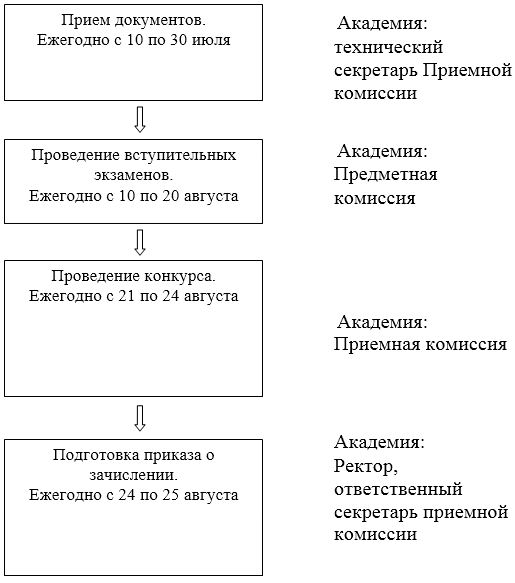 Прием документов.
Ежегодно с 10 по 30 июля
Академия:
технический
секретарь Приемной
комиссии
Проведение вступительных
экзаменов.
Ежегодно с 10 по 20 августа
Академия:
Предметная
комиссия
Проведение конкурса.
Ежегодно с 21 по 24 августа
Академия:
Приемная комиссия
Подготовка приказа о
зачислении.
Ежегодно с 24 по 25 августа
Академия:
Ректор,
ответственный
секретарь приемной
комиссии